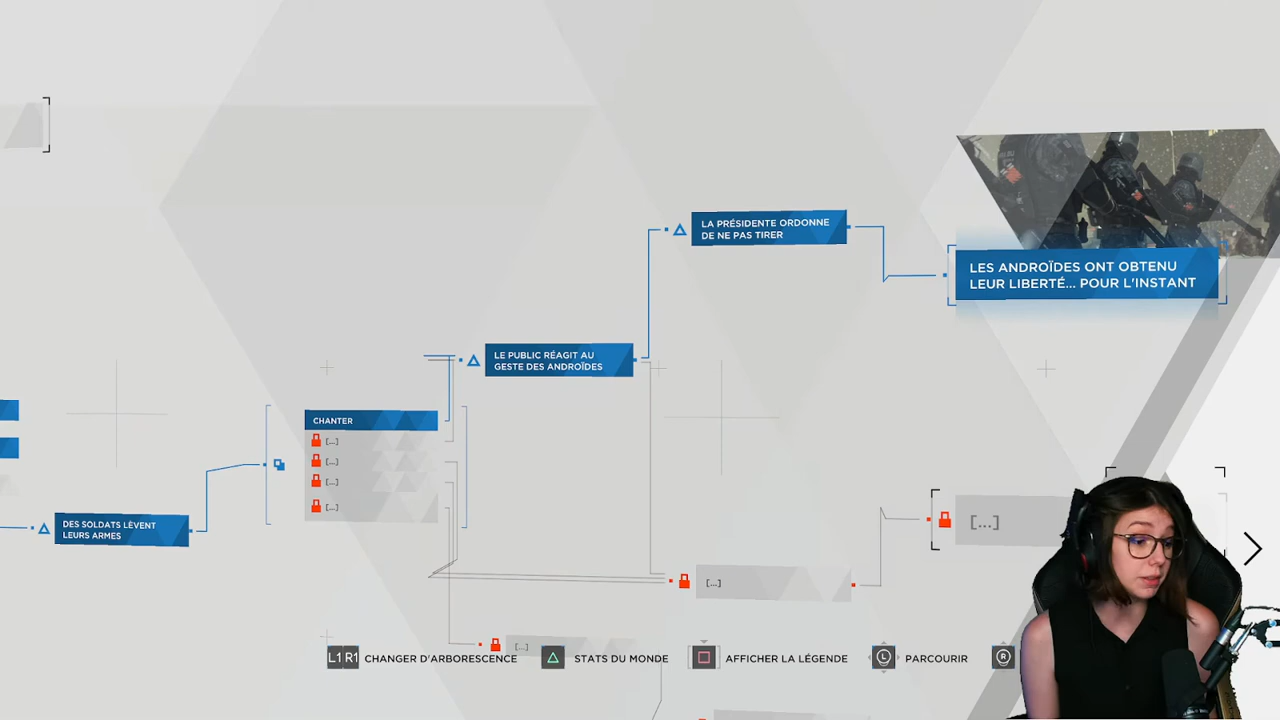 LA PRÉSIDENTE ORDONNE
DE NE PAS TIRER
LES ANDROÏDES ONT OBTENU
LEUR LIBERTÉ... POUR L'INSTANT
LE PUBLIC RÉAGIT AU
GESTE DES ANDROÏDES
CHANTER
[...]
[...]
[...]
[...]
DES SOLDATS LÈVENT
LEURS ARMES
[...]
[...]
[...]
L1 R1 CHANGER D'ARBORESCENCE
STATS DU MONDE
AFFICHER LA LÉGENDE
L PARCOURIR
R